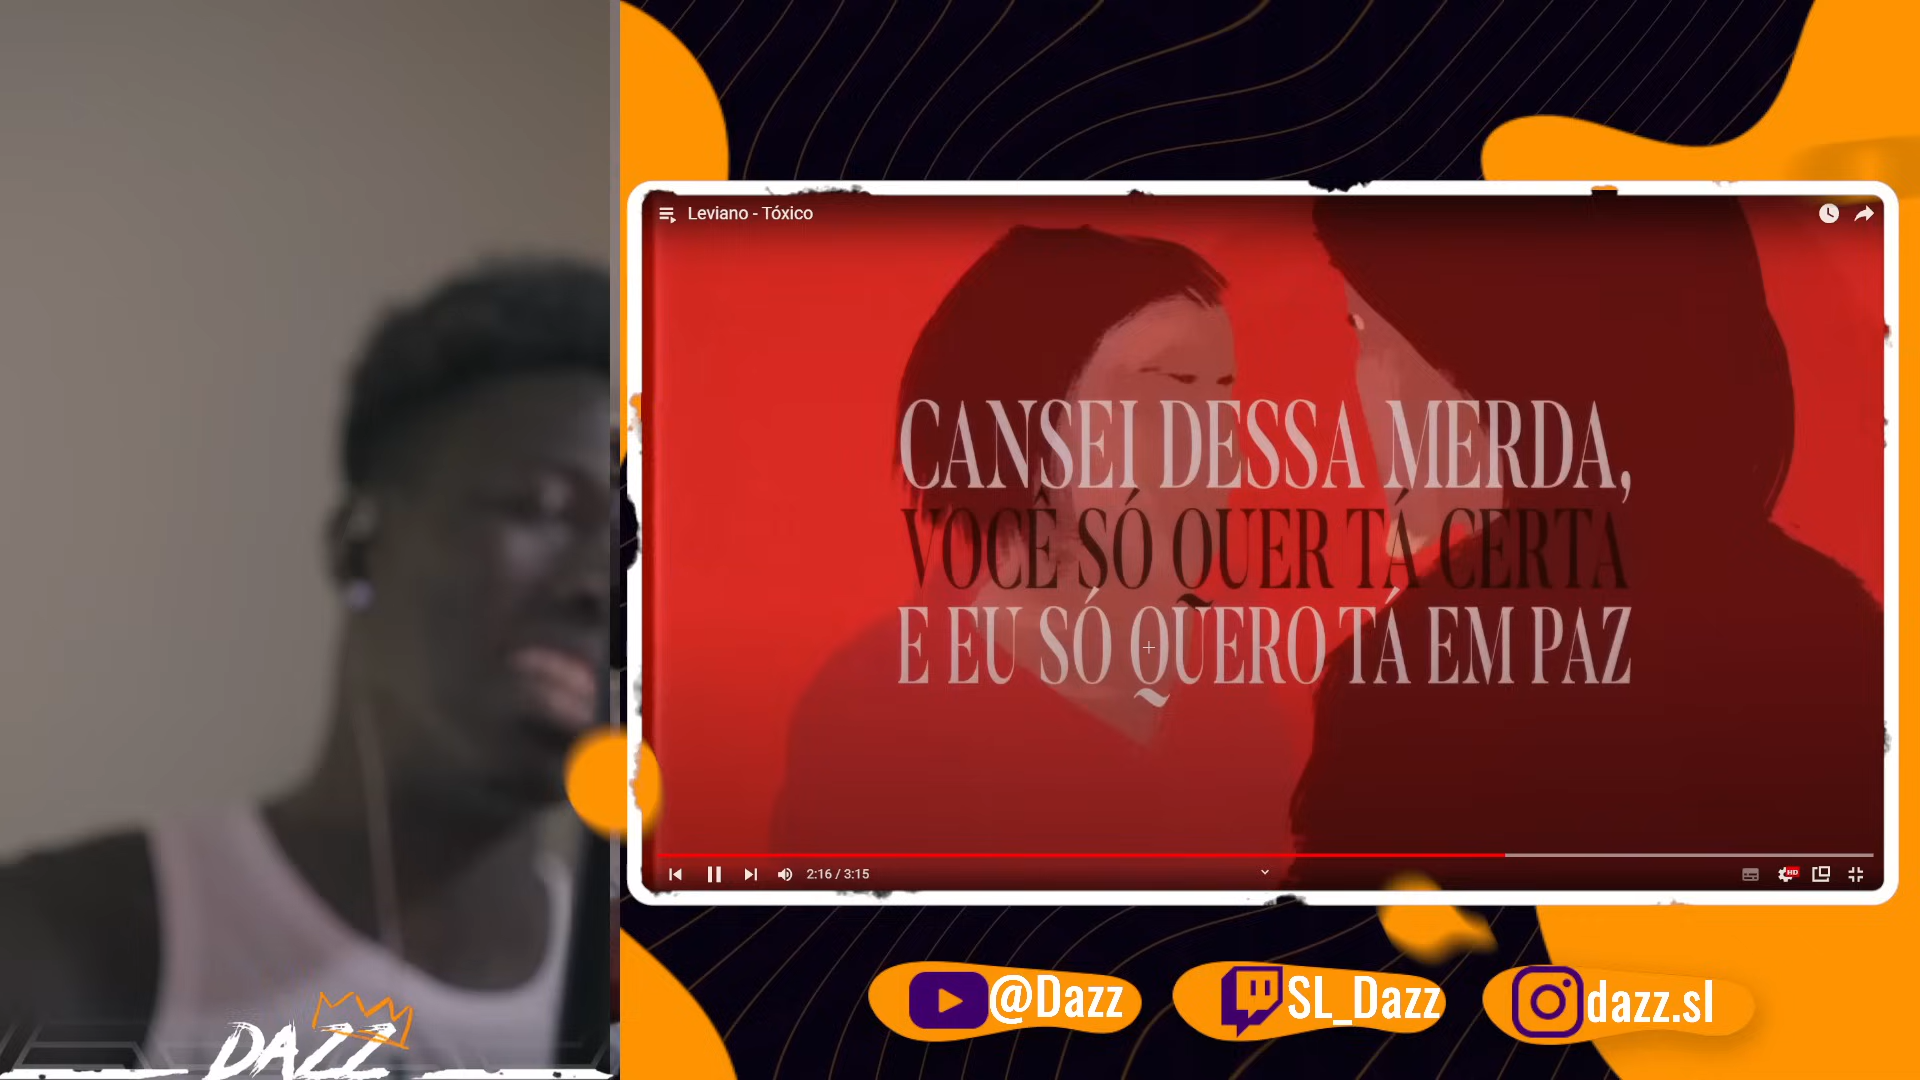 Leviano - Tóxico
CANSEI DESSA MERDA,
VOCÊ SÓ QUER TÁ CERTA
E EU SÓ QUERO TÁ EM PAZ
2:16 / 3:15
HD
@Dazz
SL_Dazz
dazz.sl
DAZZ